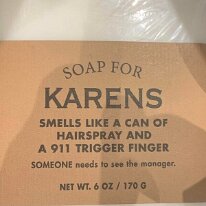 SOAP FOR
KARENS
SMELLS LIKE A CAN OF
HAIRSPRAY AND
A 911 TRIGGER FINGER
SOMEONE needs to see the manager.
NET WT. 6 OZ / 170 G